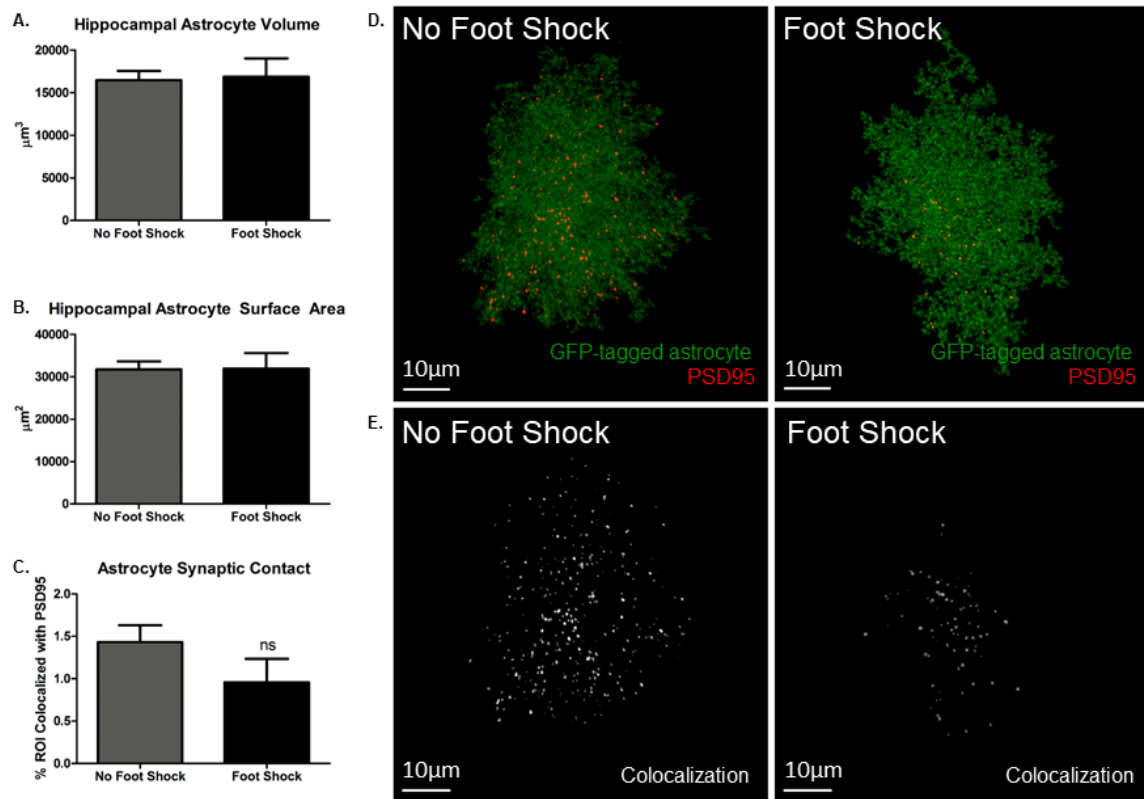 A.
Hippocampal Astrocyte Volume
20000
15000
10000
5000
0
μm³
No Foot Shock
Foot Shock
B.
Hippocampal Astrocyte Surface Area
40000
30000
20000
10000
0
μm²
No Foot Shock
Foot Shock
C.
Astrocyte Synaptic Contact
% ROI Colocalized with PSD95
2.0
1.5
1.0
0.5
0.0
ns
No Foot Shock
Foot Shock
D.
No Foot Shock
GFP-tagged astrocyte
PSD95
10μm
Foot Shock
GFP-tagged astrocyte
PSD95
10μm
E.
No Foot Shock
10μm
Colocalization
Foot Shock
10μm
Colocalization